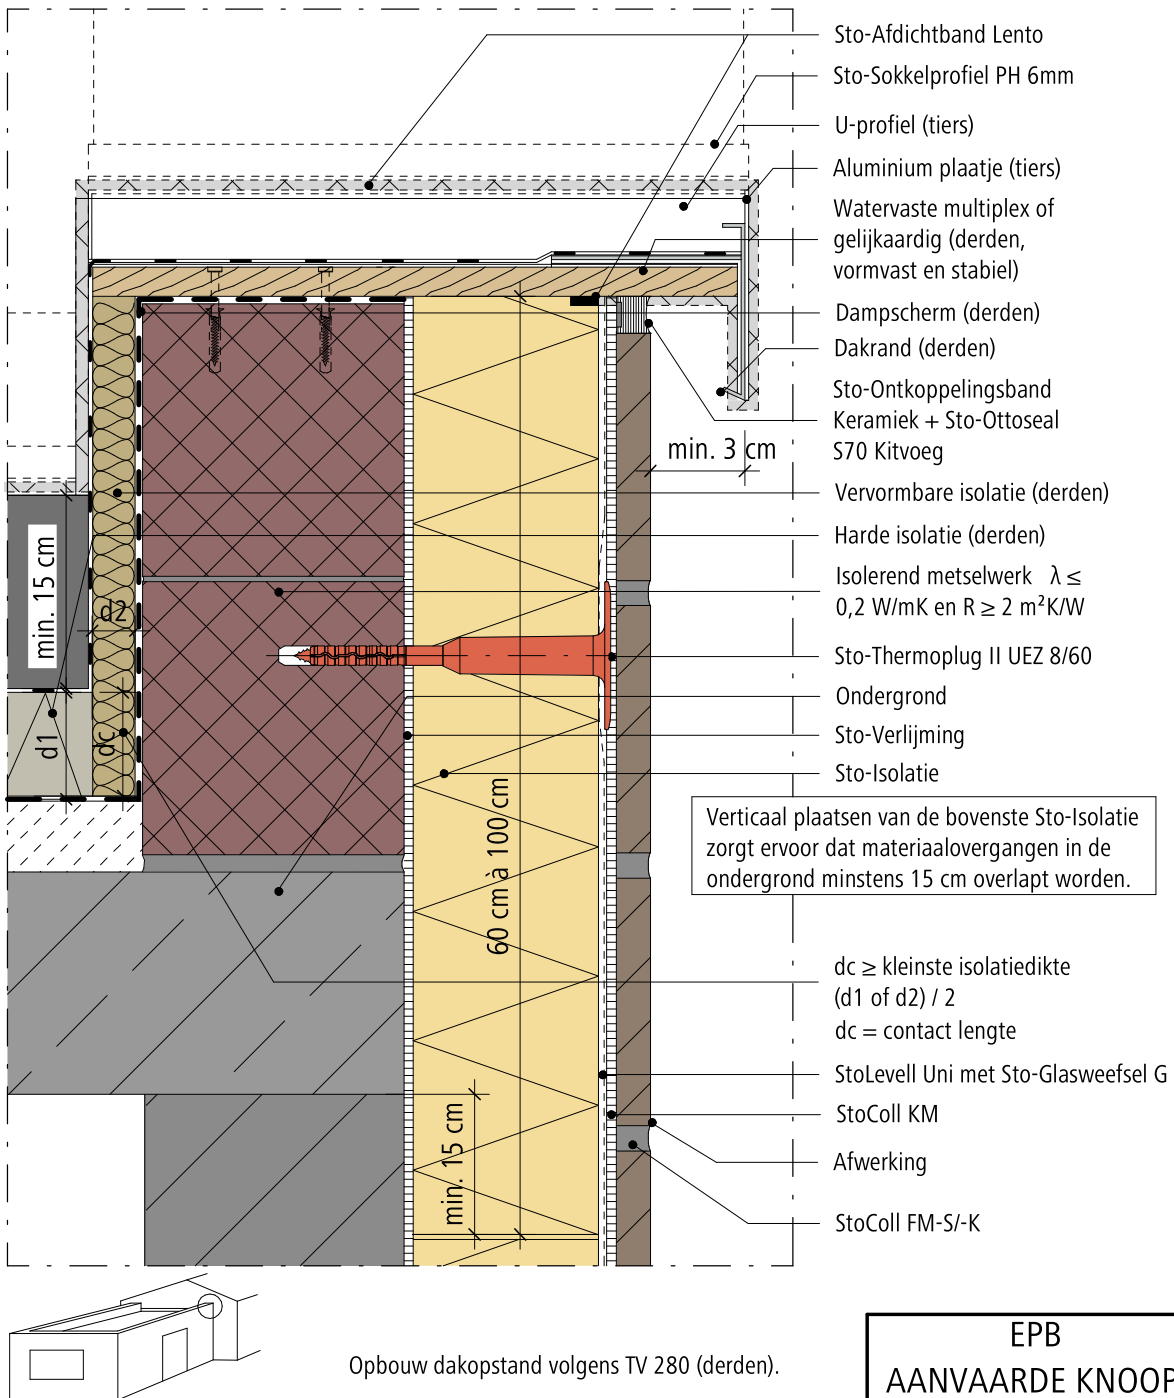 Sto-Afdichtband Lento
Sto-Sokkelprofiel PH 6mm
U-profiel (tiers)
Aluminium plaatje (tiers)
Watervaste multiplex of
gelijkaardig (derden,
vormvast en stabiel)
Dampscherm (derden)
Dakrand (derden)
Sto-Ontkoppelingsband
Keramiek + Sto-Ottoseal
S70 Kitvoeg
min. 3 cm
Vervormbare isolatie (derden)
Harde isolatie (derden)
Isolerend metselwerk λ ≤
0,2 W/mK en R ≥ 2 m²K/W
min. 15 cm
d2
Sto-Thermoplug II UEZ 8/60
Ondergrond
Sto-Verlijming
Sto-Isolatie
d1
dc
60 cm à 100 cm
Verticaal plaatsen van de bovenste Sto-Isolatie
zorgt ervoor dat materiaalovergangen in de
ondergrond minstens 15 cm overlapt worden.
dc ≥ kleinste isolatiedikte
(d1 of d2) / 2
dc = contact lengte
StoLevell Uni met Sto-Glasweefsel G
StoColl KM
min. 15 cm
Afwerking
StoColl FM-S/-K
Opbouw dakopstand volgens TV 280 (derden).
EPB
AANVAARDE KNOOP